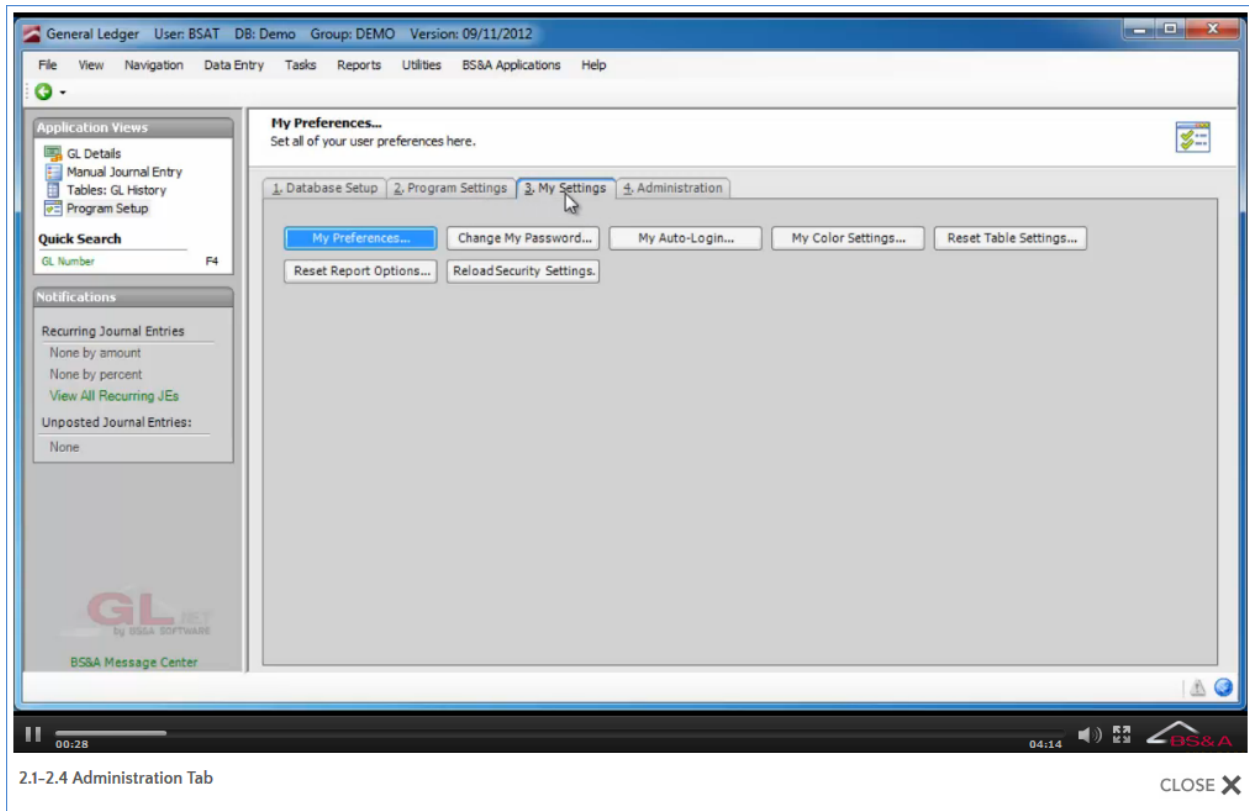 General Ledger User: BSAT DB: Demo Group: DEMO Version: 09/11/2012
File View Navigation Data Entry Tasks Reports Utilities BS&A Applications Help
Application Views
GL Details
Manual Journal Entry
Tables: GL History
Program Setup
Quick Search
GL Number F4
Notifications
Recurring Journal Entries
None by amount
None by percent
View All Recurring JEs
Unposted Journal Entries:
None
GL.NET
by BS&A SOFTWARE
BS&A Message Center
My Preferences...
Set all of your user preferences here.
1. Database Setup 2. Program Settings 3. My Settings 4. Administration
My Preferences... Change My Password... My Auto-Login... My Color Settings... Reset Table Settings...
Reset Report Options... Reload Security Settings.
00:28 04:14 BS&A
2.1-2.4 Administration Tab
CLOSE